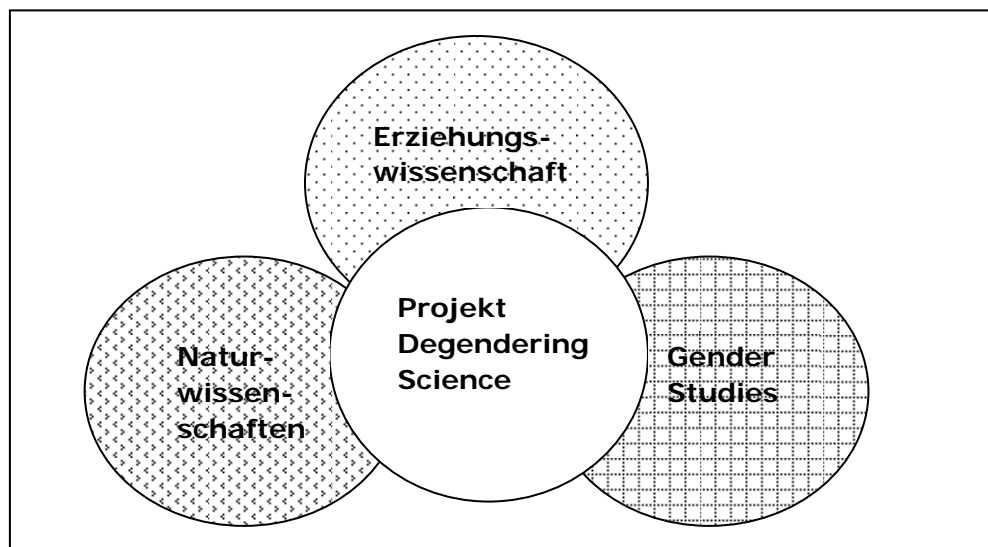 Erziehungs-
wissenschaft
Projekt
Degendering
Science
Natur-
wissen-
schaften
Gender
Studies